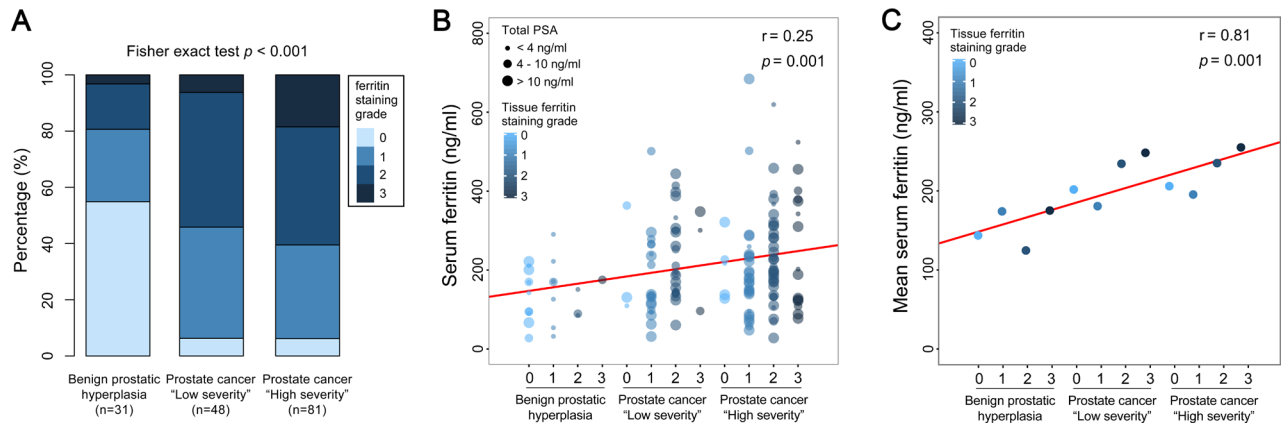 A
Fisher exact test p < 0.001
Percentage (%)
100
80
60
40
20
0
ferritin
staining
grade
0
1
2
3
Benign prostatic
hyperplasia
(n=31)
Prostate cancer
“Low severity”
(n=48)
Prostate cancer
“High severity”
(n=81)
B
Total PSA
< 4 ng/ml
4 - 10 ng/ml
> 10 ng/ml
Tissue ferritin
staining grade
0
1
2
3
r = 0.25
p = 0.001
Serum ferritin (ng/ml)
800
600
400
200
0
0 1 2 3 0 1 2 3 0 1 2 3
Benign prostatic
hyperplasia
Prostate cancer
“Low severity”
Prostate cancer
“High severity”
C
Tissue ferritin
staining grade
0
1
2
3
r = 0.81
p = 0.001
Mean serum ferritin (ng/ml)
400
300
200
100
0
0 1 2 3 0 1 2 3 0 1 2 3
Benign prostatic
hyperplasia
Prostate cancer
“Low severity”
Prostate cancer
“High severity”